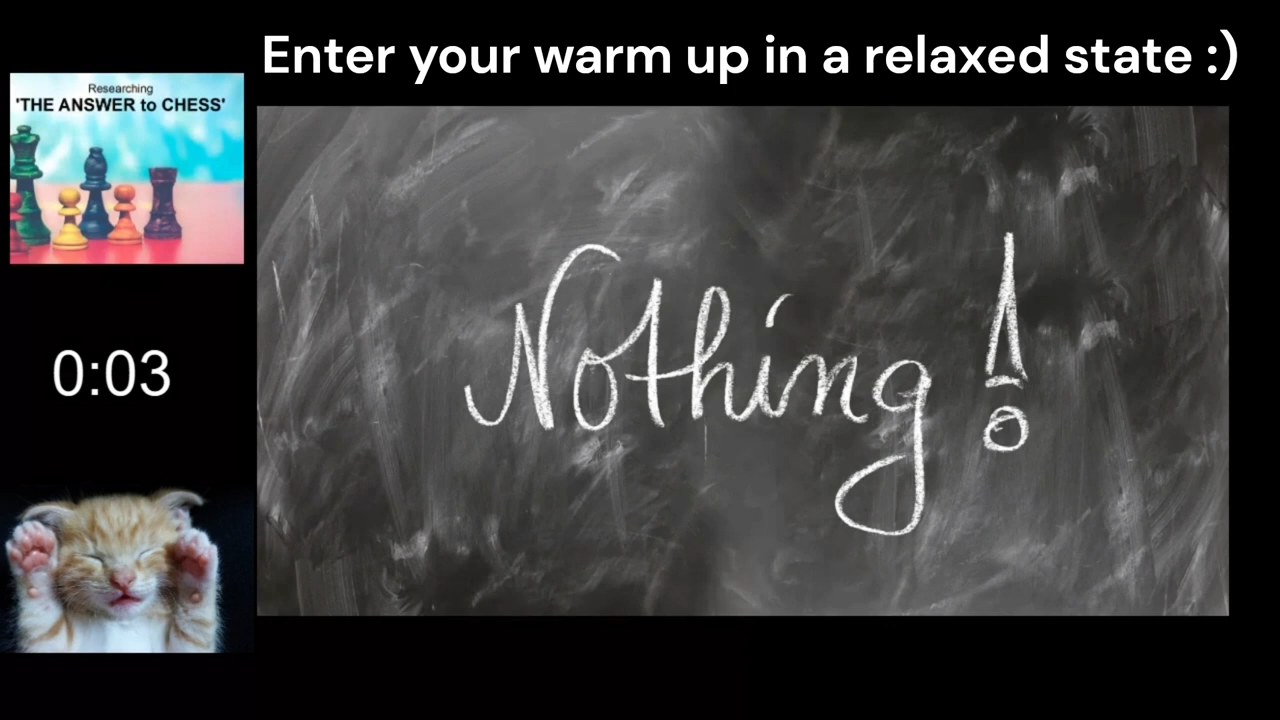 Enter your warm up in a relaxed state :)
Researching
'THE ANSWER to CHESS'
0:03
Nothing !